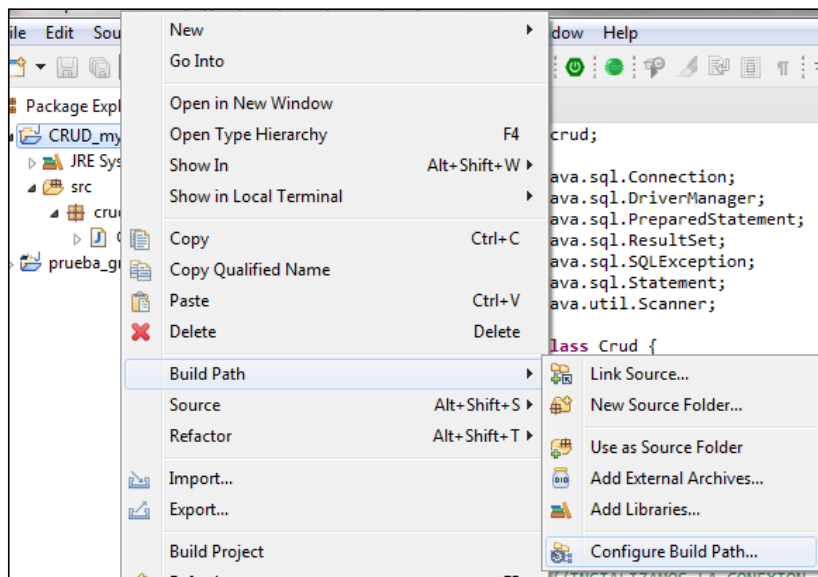 ile Edit Sou
dow Help
Package Expl
CRUD_my
JRE Sys
src
cru
prueba_g
New
Go Into
Open in New Window
Open Type Hierarchy F4
Show In Alt+Shift+W
Show in Local Terminal
Copy Ctrl+C
Copy Qualified Name
Paste Ctrl+V
Delete Delete
Build Path
Source Alt+Shift+S
Refactor Alt+Shift+T
Import...
Export...
Build Project
Link Source...
New Source Folder...
Use as Source Folder
Add External Archives...
Add Libraries...
Configure Build Path...
crud;
ava.sql.Connection;
ava.sql.DriverManager;
ava.sql.PreparedStatement;
ava.sql.ResultSet;
ava.sql.SQLException;
ava.sql.Statement;
ava.util.Scanner;
lass Crud {